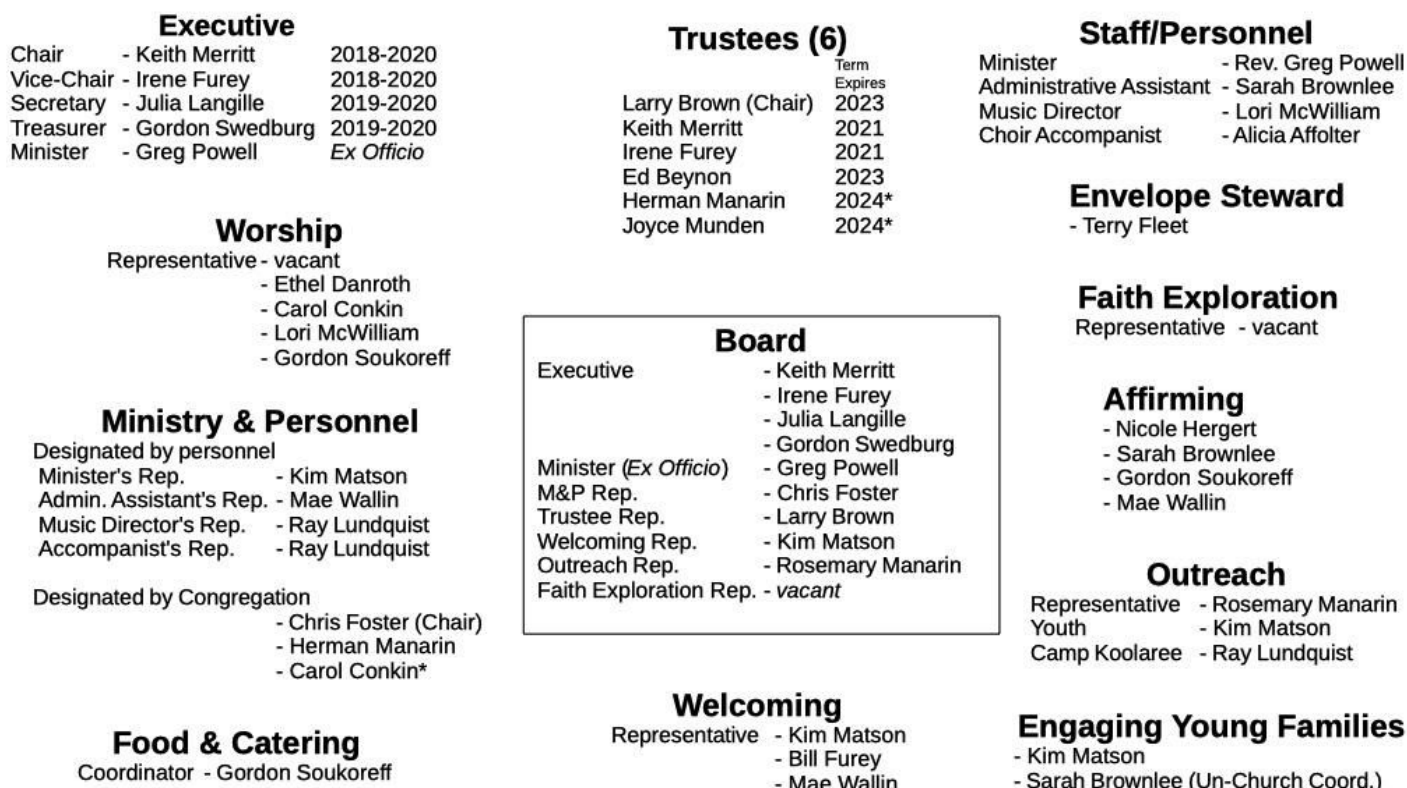 Executive
Chair - Keith Merritt 2018-2020
Vice-Chair - Irene Furey 2018-2020
Secretary - Julia Langille 2019-2020
Treasurer - Gordon Swedburg 2019-2020
Minister - Greg Powell Ex Officio
Worship
Representative - vacant
- Ethel Danroth
- Carol Conkin
- Lori McWilliam
- Gordon Soukoreff
Ministry & Personnel
Designated by personnel
Minister's Rep. - Kim Matson
Admin. Assistant's Rep. - Mae Wallin
Music Director's Rep. - Ray Lundquist
Accompanist's Rep. - Ray Lundquist
Designated by Congregation
- Chris Foster (Chair)
- Herman Manarin
- Carol Conkin*
Food & Catering
Coordinator - Gordon Soukoreff
Trustees (6)
Term
Expires
Larry Brown (Chair) 2023
Keith Merritt 2021
Irene Furey 2021
Ed Beynon 2023
Herman Manarin 2024*
Joyce Munden 2024*
Board
Executive - Keith Merritt
- Irene Furey
- Julia Langille
- Gordon Swedburg
Minister (Ex Officio) - Greg Powell
M&P Rep. - Chris Foster
Trustee Rep. - Larry Brown
Welcoming Rep. - Kim Matson
Outreach Rep. - Rosemary Manarin
Faith Exploration Rep. - vacant
Welcoming
Representative - Kim Matson
- Bill Furey
- Mae Wallin
Staff/Personnel
Minister - Rev. Greg Powell
Administrative Assistant - Sarah Brownlee
Music Director - Lori McWilliam
Choir Accompanist - Alicia Affolter
Envelope Steward
- Terry Fleet
Faith Exploration
Representative - vacant
Affirming
- Nicole Hergert
- Sarah Brownlee
- Gordon Soukoreff
- Mae Wallin
Outreach
Representative - Rosemary Manarin
Youth - Kim Matson
Camp Koolaree - Ray Lundquist
Engaging Young Families
- Kim Matson
- Sarah Brownlee (Un-Church Coord.)